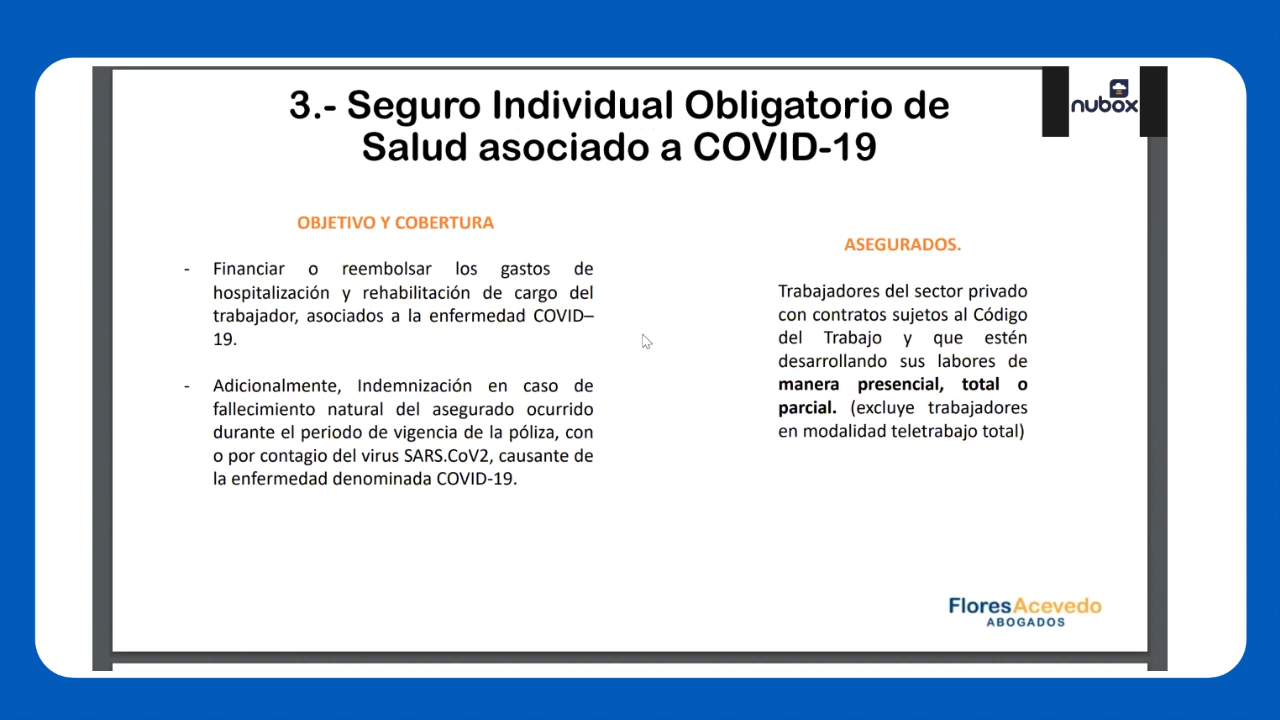 3.- Seguro Individual Obligatorio de
Salud asociado a COVID-19
nubox
OBJETIVO Y COBERTURA
- Financiar o reembolsar los gastos de
hospitalización y rehabilitación de cargo del
trabajador, asociados a la enfermedad COVID–
19.
- Adicionalmente, Indemnización en caso de
fallecimiento natural del asegurado ocurrido
durante el periodo de vigencia de la póliza, con
o por contagio del virus SARS.CoV2, causante de
la enfermedad denominada COVID-19.
ASEGURADOS.
Trabajadores del sector privado
con contratos sujetos al Código
del Trabajo y que estén
desarrollando sus labores de
manera presencial, total o
parcial. (excluye trabajadores
en modalidad teletrabajo total)
FloresAcevedo
ABOGADOS